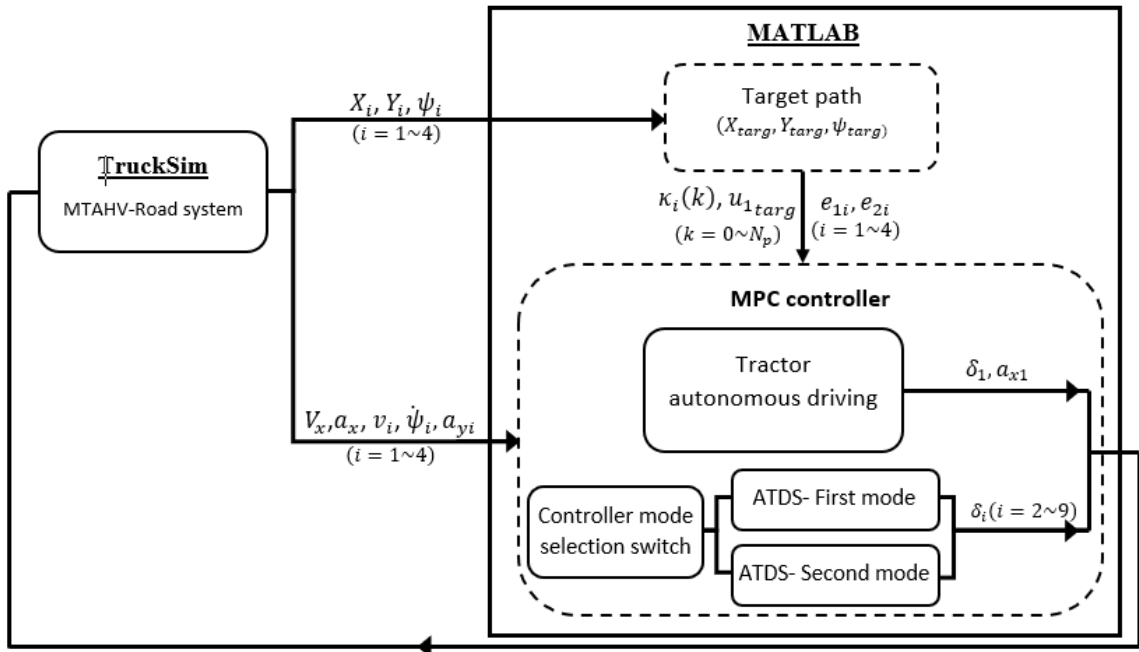 MATLAB
Target path
(X_targ, Y_targ, ψ_targ)
X_i, Y_i, ψ_i
(i = 1~4)
TruckSim
MTAHV-Road system
κ_i(k), u_1_targ
(k = 0~N_p)
e_1i, e_2i
(i = 1~4)
MPC controller
Tractor
autonomous driving
δ_1, a_x1
V_x,a_x, v_i, ψ̇_i, a_yi
(i = 1~4)
Controller mode
selection switch
ATDS- First mode
ATDS- Second mode
δ_i(i = 2~9)